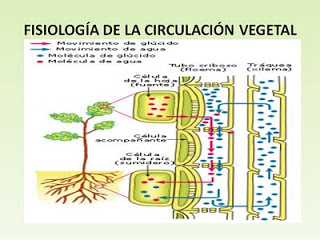 FISIOLOGÍA DE LA CIRCULACIÓN VEGETAL
Movimiento de glúcido
Movimiento de agua
Molécula de glúcido
Molécula de agua
Tubo criboso
(floema)
Tráquea
(xilema)
Célula
de la hoja
(fuente)
Célula
acompañante
Célula
de la raíz
(sumidero)